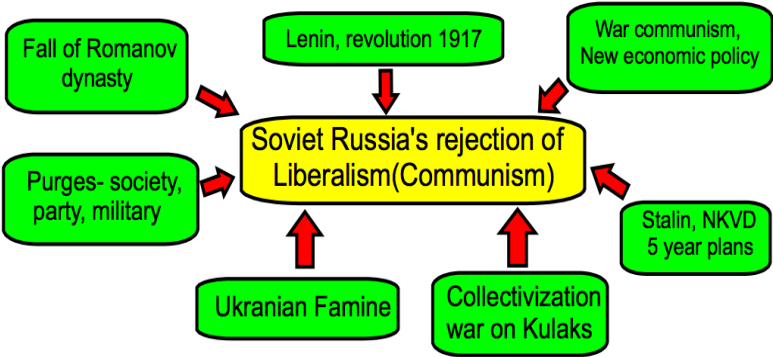 Fall of Romanov
dynasty
Lenin, revolution 1917
War communism,
New economic policy
Soviet Russia's rejection of
Liberalism(Communism)
Purges- society,
party, military
Stalin, NKVD
5 year plans
Ukranian Famine
Collectivization
war on Kulaks